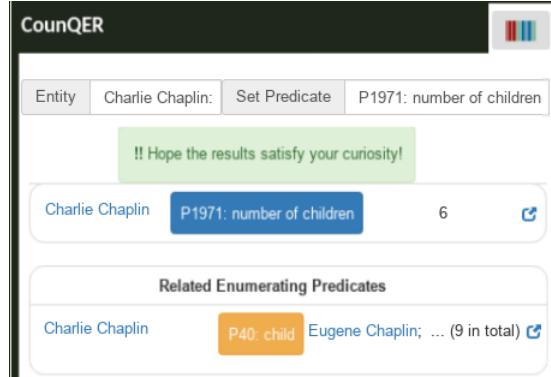 CounQER
Entity Charlie Chaplin: Set Predicate P1971: number of children
!! Hope the results satisfy your curiosity!
Charlie Chaplin P1971: number of children 6
Related Enumerating Predicates
Charlie Chaplin P40: child Eugene Chaplin; ... (9 in total)